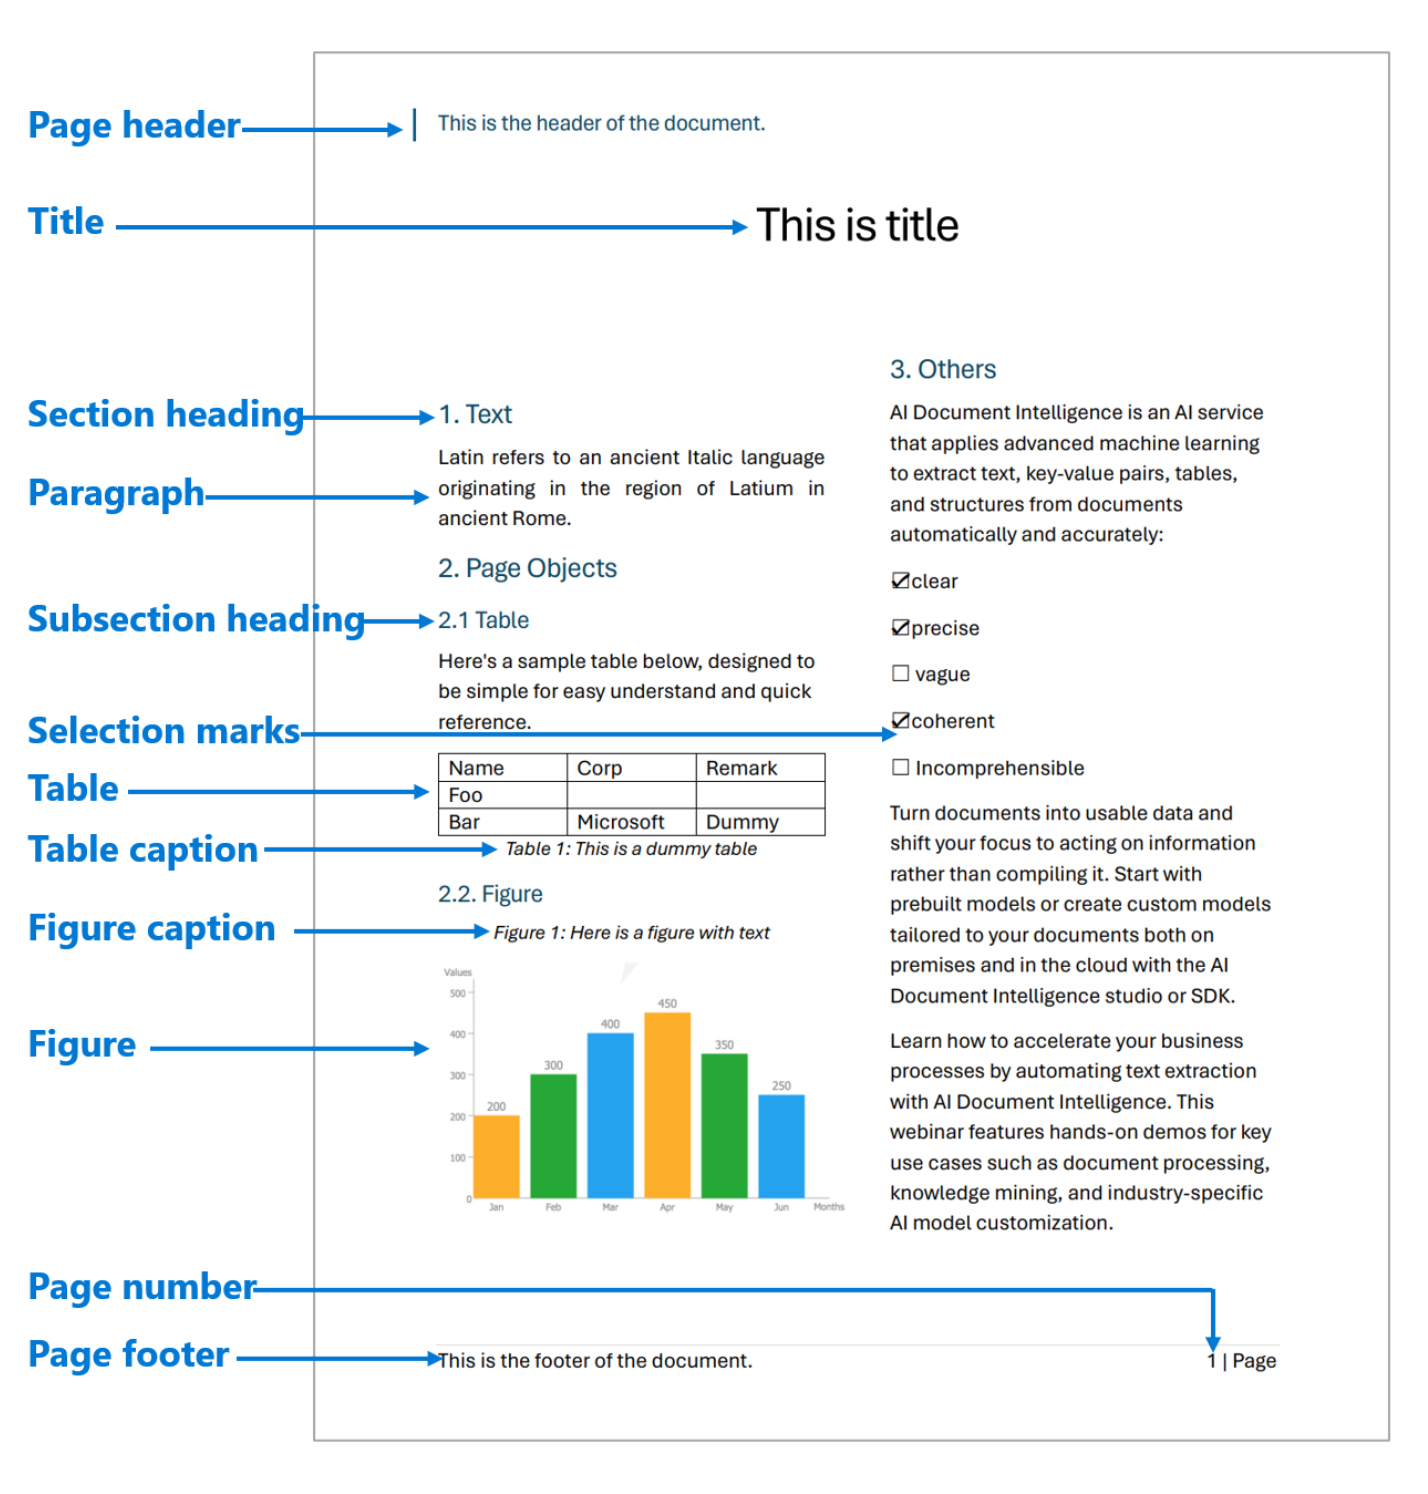 Page header
This is the header of the document.
Title
This is title
Section heading
1. Text
Paragraph
Latin refers to an ancient Italic language
originating in the region of Latium in
ancient Rome.
2. Page Objects
Subsection heading
2.1 Table
Here's a sample table below, designed to
be simple for easy understand and quick
reference.
Selection marks
Table
Name Corp Remark
Foo
Bar Microsoft Dummy
Table caption
Table 1: This is a dummy table
2.2. Figure
Figure caption
Figure 1: Here is a figure with text
Figure
Values
500
400
300
200
100
0
200
300
400
450
350
250
Jan Feb Mar Apr May Jun Months
3. Others
AI Document Intelligence is an AI service
that applies advanced machine learning
to extract text, key-value pairs, tables,
and structures from documents
automatically and accurately:
☑clear
☑precise
☐ vague
☑coherent
☐ Incomprehensible
Turn documents into usable data and
shift your focus to acting on information
rather than compiling it. Start with
prebuilt models or create custom models
tailored to your documents both on
premises and in the cloud with the AI
Document Intelligence studio or SDK.
Learn how to accelerate your business
processes by automating text extraction
with AI Document Intelligence. This
webinar features hands-on demos for key
use cases such as document processing,
knowledge mining, and industry-specific
AI model customization.
Page number
Page footer
This is the footer of the document.
1 | Page